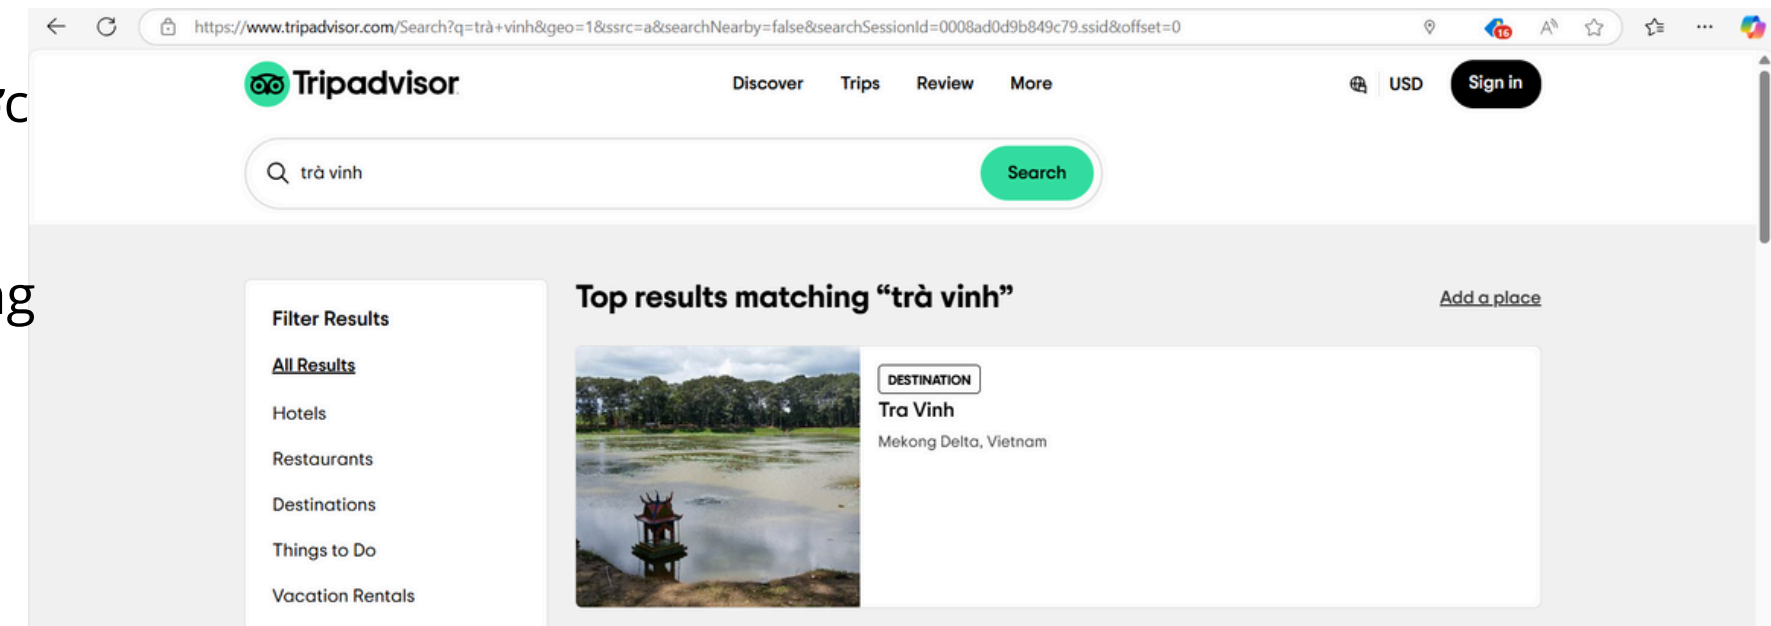 https://www.tripadvisor.com/Search?q=trà+vinh&geo=1&ssrc=a&searchNearby=false&searchSessionId=0008ad0d9b849c79.ssid&offset=0
16
Tripadvisor
Discover Trips Review More
USD
Sign in
trà vinh
Search
Filter Results
All Results
Hotels
Restaurants
Destinations
Things to Do
Vacation Rentals
Top results matching “trà vinh”
Add a place
DESTINATION
Tra Vinh
Mekong Delta, Vietnam